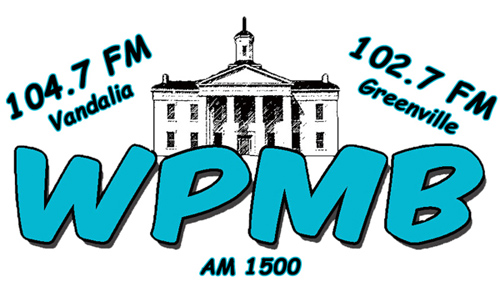 104.7 FM
Vandalia
102.7 FM
Greenville
WPMB
AM 1500